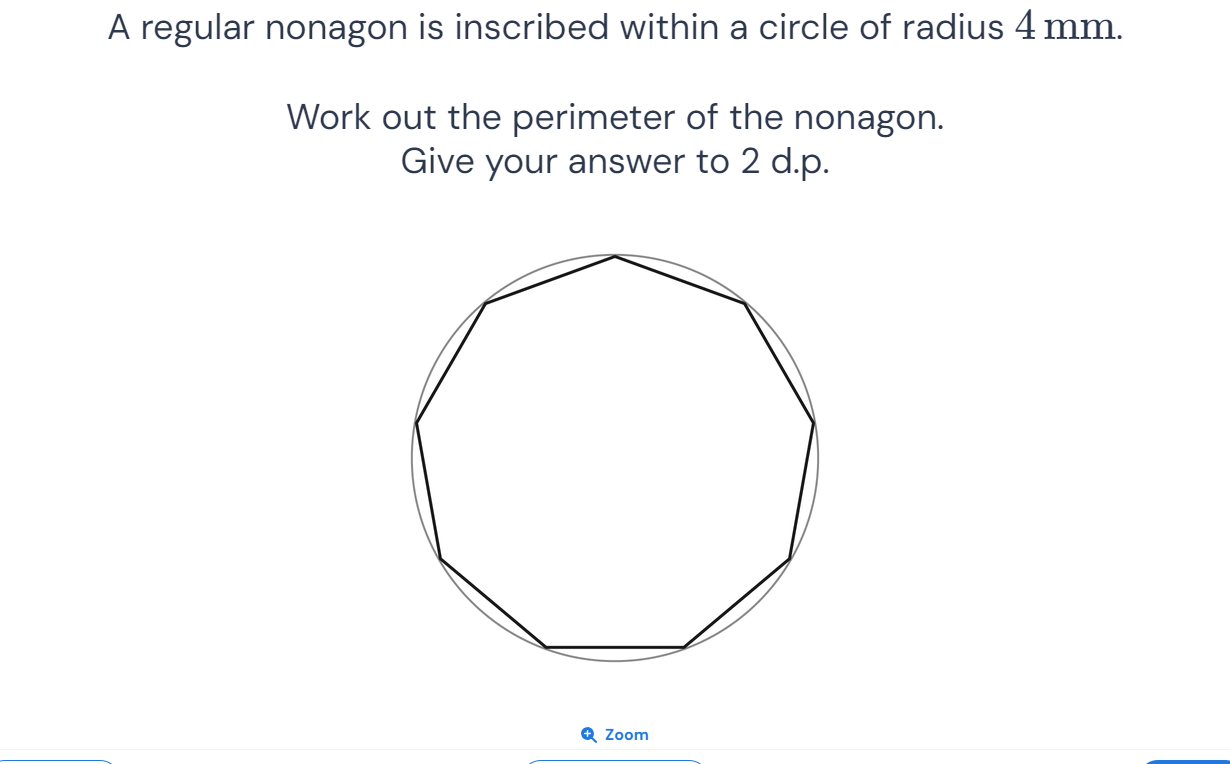 A regular nonagon is inscribed within a circle of radius 4 mm.
Work out the perimeter of the nonagon.
Give your answer to 2 d.p.
Zoom